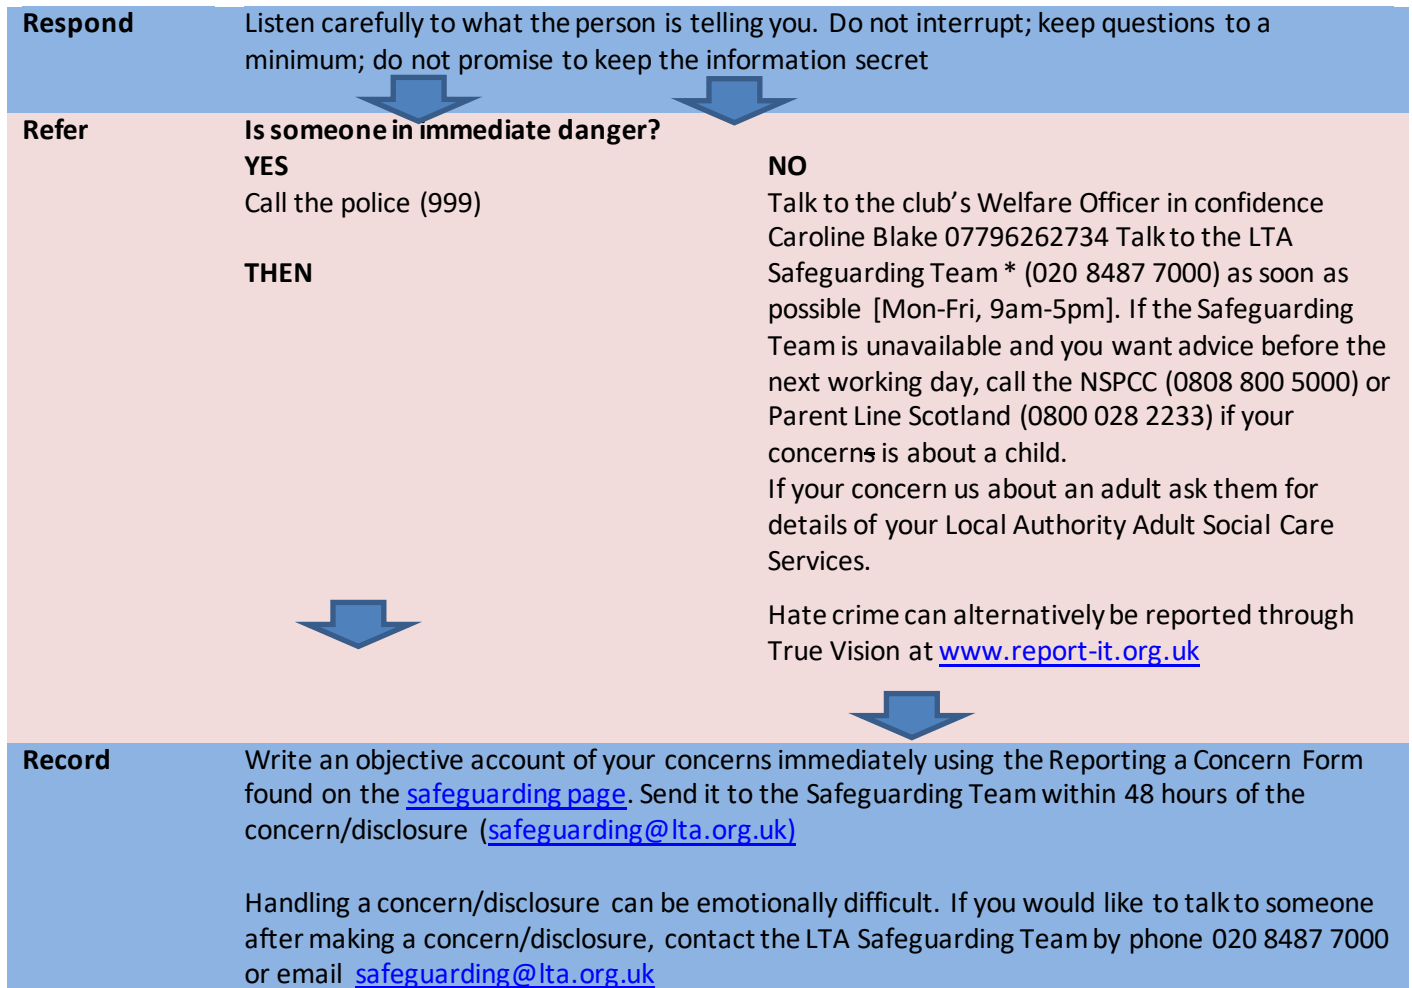 Respond
Listen carefully to what the person is telling you. Do not interrupt; keep questions to a
minimum; do not promise to keep the information secret
Refer
Is someone in immediate danger?
YES
Call the police (999)
THEN
NO
Talk to the club's Welfare Officer in confidence
Caroline Blake 07796262734 Talk to the LTA
Safeguarding Team * (020 8487 7000) as soon as
possible [Mon-Fri, 9am-5pm]. If the Safeguarding
Team is unavailable and you want advice before the
next working day, call the NSPCC (0808 800 5000) or
Parent Line Scotland (0800 028 2233) if your
concerns is about a child.
If your concern us about an adult ask them for
details of your Local Authority Adult Social Care
Services.
Hate crime can alternatively be reported through
True Vision at www.report-it.org.uk
Record
Write an objective account of your concerns immediately using the Reporting a Concern Form
found on the safeguarding page. Send it to the Safeguarding Team within 48 hours of the
concern/disclosure (safeguarding@lta.org.uk)
Handling a concern/disclosure can be emotionally difficult. If you would like to talk to someone
after making a concern/disclosure, contact the LTA Safeguarding Team by phone 020 8487 7000
or email safeguarding@lta.org.uk